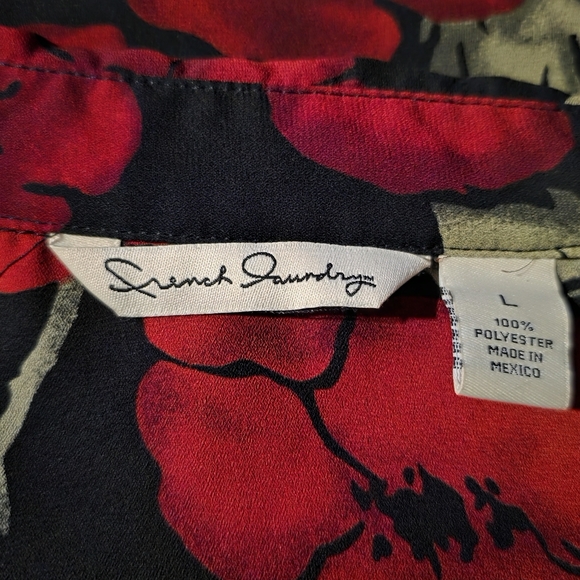 French Laundry™
L
100%
POLYESTER
MADE IN
MEXICO